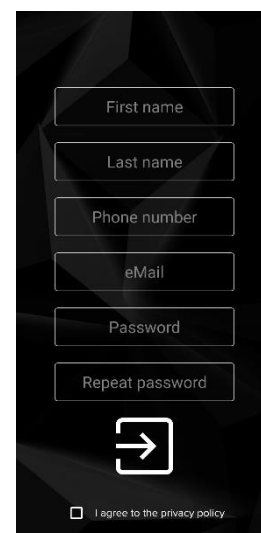 First name
Last name
Phone number
eMail
Password
Repeat password
I agree to the privacy policy